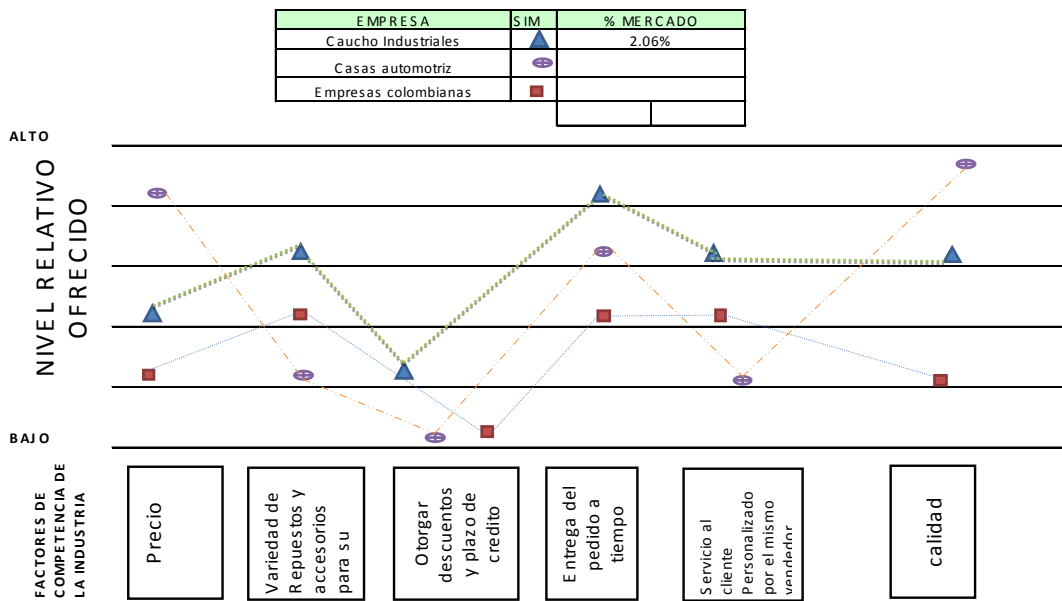 EMPRESA SIM % MERCADO
Caucho Industriales 2.06%
Casas automotriz
Empresas colombianas
ALTO
NIVEL RELATIVO
OFRECIDO
BAJO
FACTORES DE
COMPETENCIA DE
LA INDUSTRIA
Precio
Variedad de
Repuestos y
accesorios
para su
Otorgar
descuentos
y plazo de
credito
Entrega del
pedido a
tiempo
Servicio al
cliente
Personalizado
por el mismo
vendedor
calidad